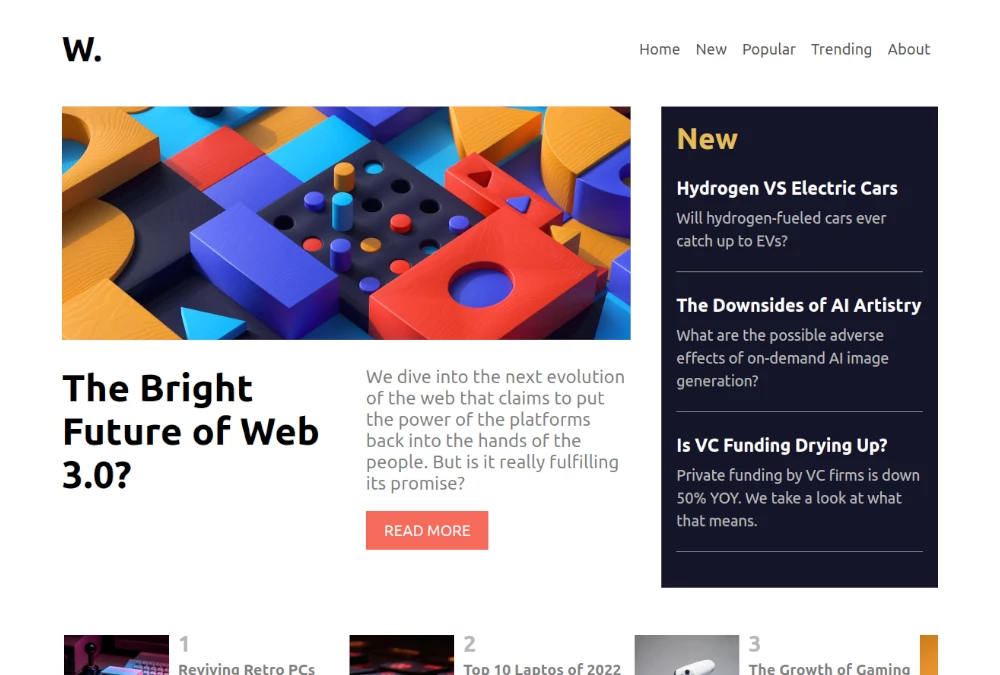 W.
Home New Popular Trending About
The Bright
Future of Web
3.0?
We dive into the next evolution
of the web that claims to put
the power of the platforms
back into the hands of the
people. But is it really fulfilling
its promise?
READ MORE
New
Hydrogen VS Electric Cars
Will hydrogen-fueled cars ever
catch up to EVs?
The Downsides of AI Artistry
What are the possible adverse
effects of on-demand AI image
generation?
Is VC Funding Drying Up?
Private funding by VC firms is down
50% YOY. We take a look at what
that means.
1
Reviving Retro PCs
2
Top 10 Laptos of 2022
3
The Growth of Gaming